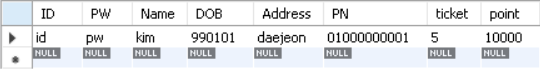 ID PW Name DOB Address PN ticket point
id pw kim 990101 daejeon 01000000001 5 10000
NULL NULL NULL NULL NULL NULL NULL NULL